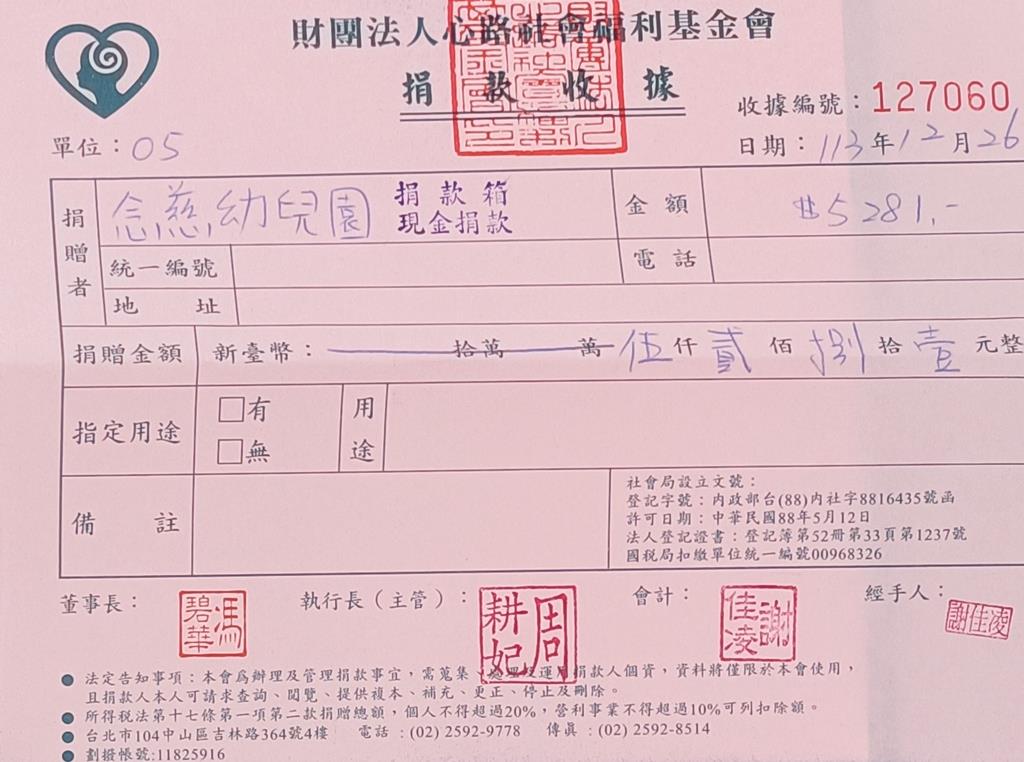 財團法人心路社會福利基金會
捐款收據
收據編號：127060
單位：05
日期：113年12月26
捐贈者
念慈幼兒園
捐款箱
現金捐款
金額
$5281.-
統一編號
電話
地址
捐贈金額
新臺幣：拾萬萬伍仟貳佰捌拾壹元整
指定用途
□有
□無
用途
備註
社會局設立文號：
登記字號：內政部台(88)內社字8816435號函
許可日期：中華民國88年5月12日
法人登記證書：登記簿第52冊第33頁第1237號
國稅局扣繳單位統一編號00968326
董事長：
馮碧華
執行長（主管）：
周耕妃
會計：
謝佳凌
經手人：
謝佳凌
● 法定告知事項：本會為辦理及管理捐款事宜，需蒐集、處理及運用捐款人個資，資料將僅限於本會使用，
且捐款人本人可請求查詢、閱覽、提供複本、補充、更正、停止及刪除。
● 所得稅法第十七條第一項第二款捐贈總額，個人不得超過20%，營利事業不得超過10%可列扣除額。
● 台北市104中山區吉林路364號4樓 電話：(02) 2592-9778 傳真：(02) 2592-8514
● 劃撥帳號:11825916